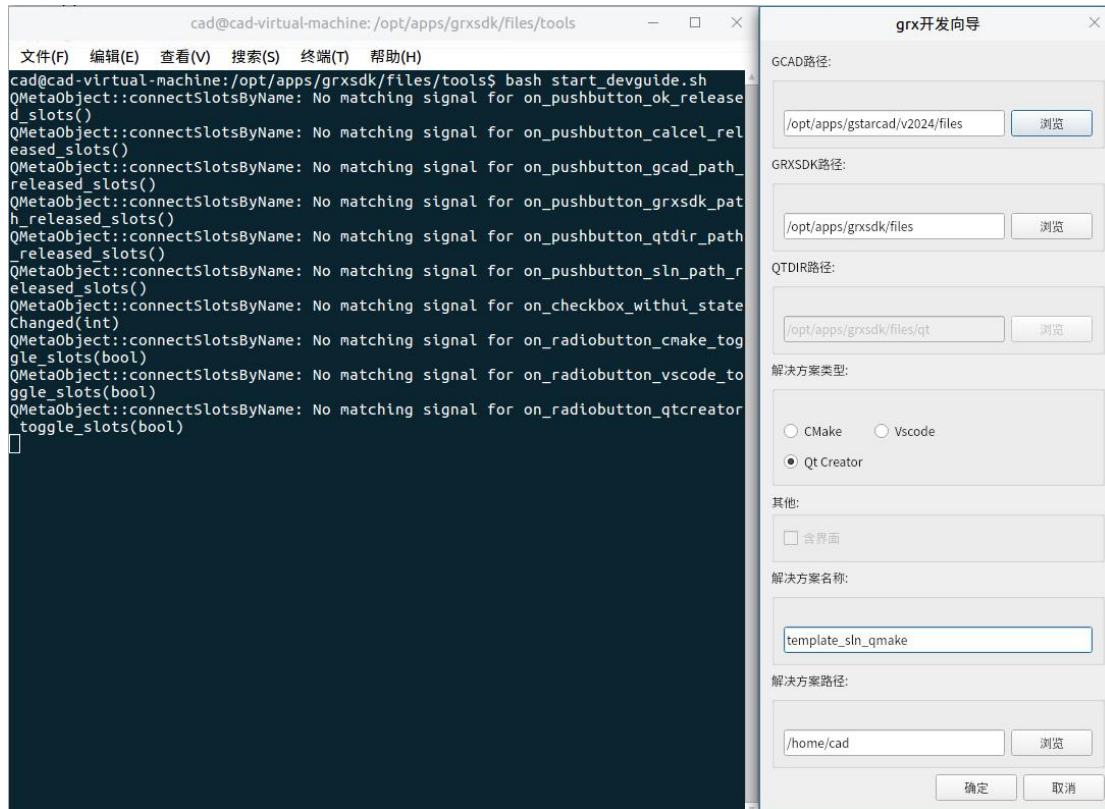 cad@cad-virtual-machine: /opt/apps/grxsdk/files/tools
文件(F) 编辑(E) 查看(V) 搜索(S) 终端(T) 帮助(H)
cad@cad-virtual-machine:/opt/apps/grxsdk/files/tools$ bash start_devguide.sh
QMetaObject::connectSlotsByName: No matching signal for on_pushbutton_ok_release
d_slots()
QMetaObject::connectSlotsByName: No matching signal for on_pushbutton_calcel_rel
eased_slots()
QMetaObject::connectSlotsByName: No matching signal for on_pushbutton_gcad_path_
released_slots()
QMetaObject::connectSlotsByName: No matching signal for on_pushbutton_grxsdk_pat
h_released_slots()
QMetaObject::connectSlotsByName: No matching signal for on_pushbutton_qtdir_path
_released_slots()
QMetaObject::connectSlotsByName: No matching signal for on_pushbutton_sln_path_r
eleased_slots()
QMetaObject::connectSlotsByName: No matching signal for on_checkbox_withui_state
Changed(int)
QMetaObject::connectSlotsByName: No matching signal for on_radiobutton_cmake_tog
gle_slots(bool)
QMetaObject::connectSlotsByName: No matching signal for on_radiobutton_vscode_to
ggle_slots(bool)
QMetaObject::connectSlotsByName: No matching signal for on_radiobutton_qtcreator
_toggle_slots(bool)
grx开发向导
GCAD路径:
/opt/apps/gstarcad/v2024/files 浏览
GRXSDK路径:
/opt/apps/grxsdk/files 浏览
QTDIR路径:
/opt/apps/grxsdk/files/qt 浏览
解决方案类型:
CMake Vscode
Qt Creator
其他:
含界面
解决方案名称:
template_sln_qmake
解决方案路径:
/home/cad 浏览
确定 取消